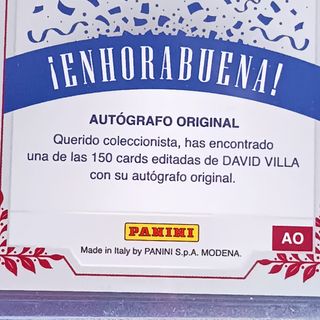 ¡ENHORABUENA!
AUTÓGRAFO ORIGINAL
Querido coleccionista, has encontrado
una de las 150 cards editadas de DAVID VILLA
con su autógrafo original.
PANINI
AO
Made in Italy by PANINI S.p.A. MODENA.